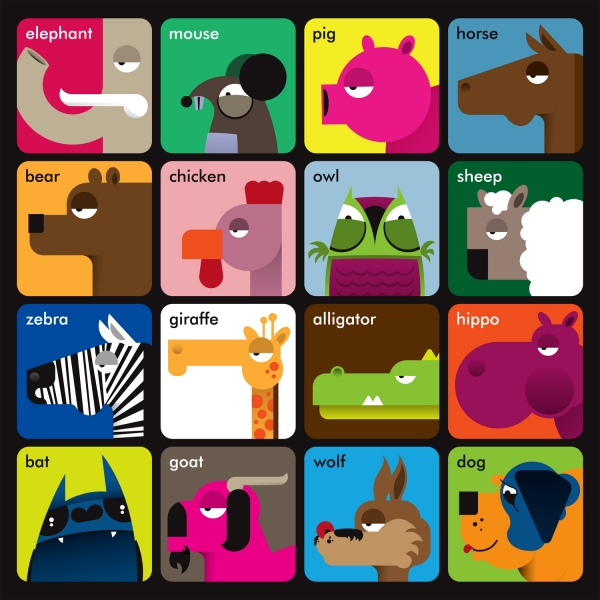 elephant
mouse
pig
horse
bear
chicken
owl
sheep
zebra
giraffe
alligator
hippo
bat
goat
wolf
dog